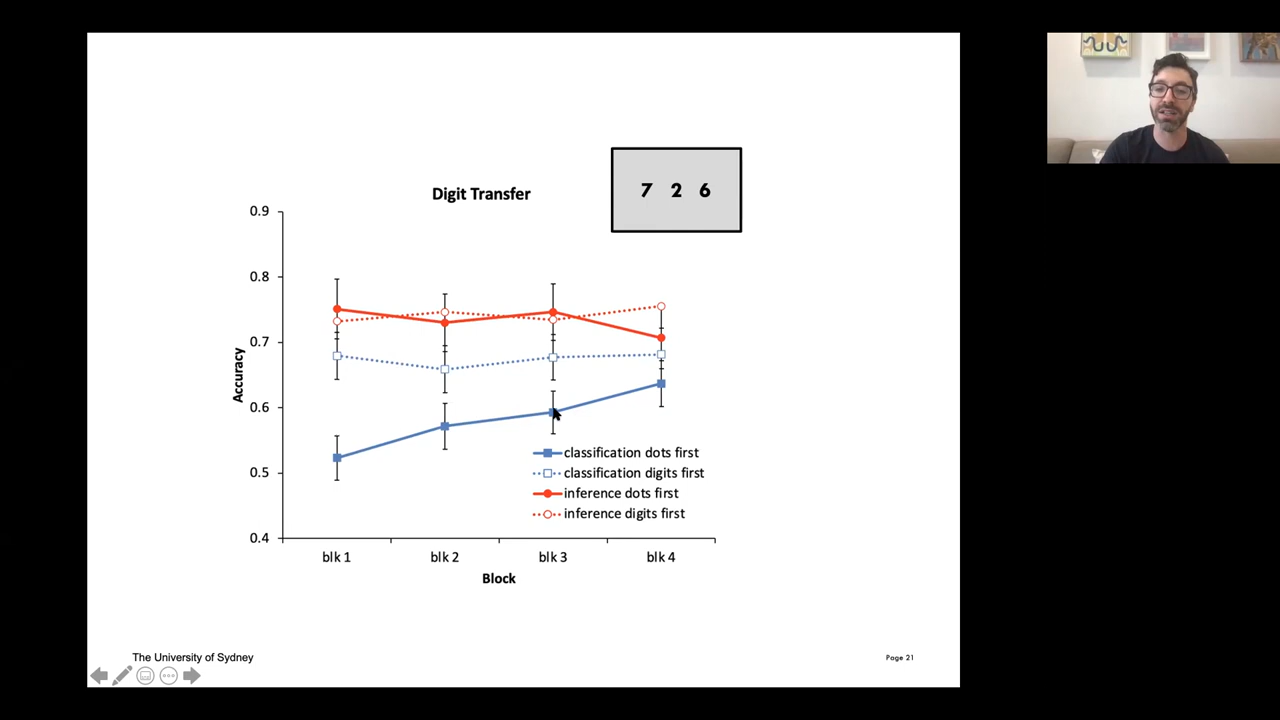 Digit Transfer
7 2 6
0.9
0.8
0.7
0.6
0.5
0.4
Accuracy
classification dots first
classification digits first
inference dots first
inference digits first
blk 1
blk 2
blk 3
blk 4
Block
The University of Sydney
Page 21